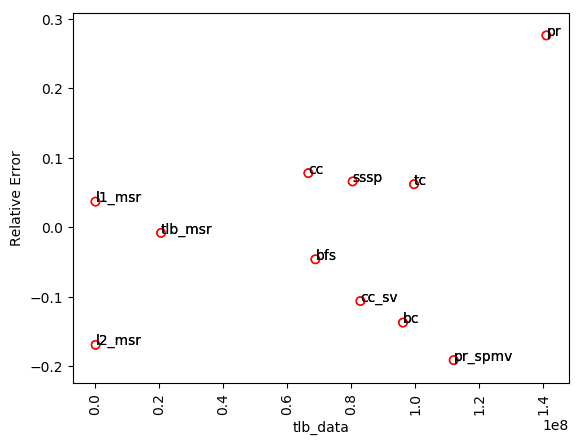 0.3
pr
0.2
0.1
cc
sssp
tc
l1_msr
0.0
tlb_msr
bfs
−0.1
cc_sv
bc
l2_msr
pr_spmv
−0.2
Relative Error
0.0
0.2
0.4
0.6
0.8
1.0
1.2
1.4
1e8
tlb_data